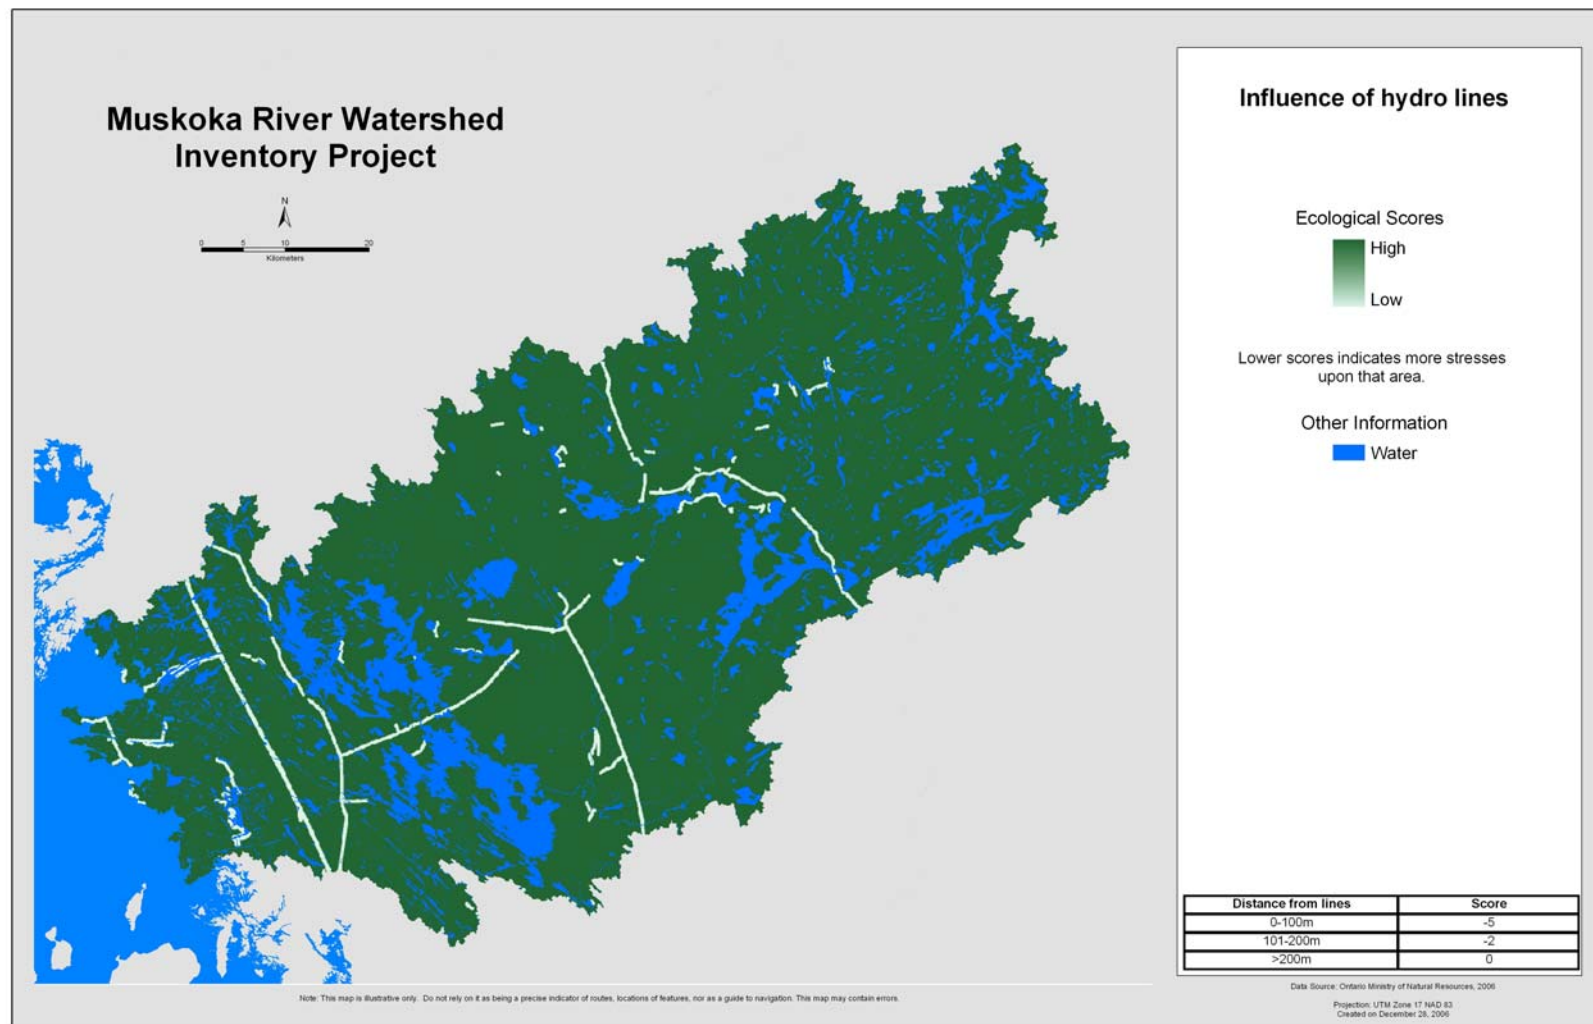 Muskoka River Watershed
Inventory Project
N
0 5 10 20
Kilometers
Influence of hydro lines
Ecological Scores
High
Low
Lower scores indicates more stresses
upon that area.
Other Information
Water
Distance from lines Score
0-100m -5
101-200m -2
>200m 0
Data Source: Ontario Ministry of Natural Resources, 2006
Projection: UTM Zone 17 NAD 83
Created on December 28, 2006
Note: This map is illustrative only. Do not rely on it as being a precise indicator of routes, locations of features, nor as a guide to navigation. This map may contain errors.